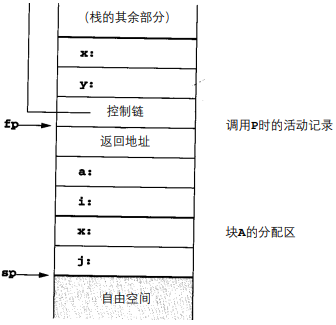 （栈的其余部分）
x:
y:
控制链
fp
调用P时的活动记录
返回地址
a:
i:
x:
块A的分配区
j:
sp
自由空间